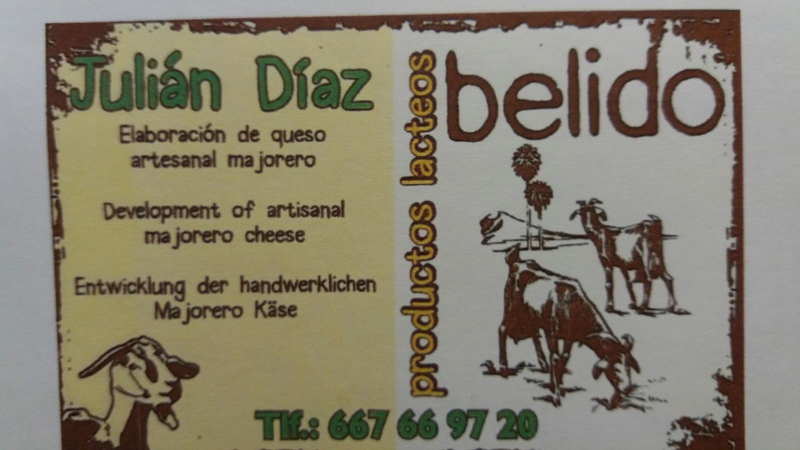 Julián Díaz
Elaboración de queso
artesanal majorero
Development of artisanal
majorero cheese
Entwicklung der handwerklichen
Majorero Käse
productos lacteos
belido
Tlf.: 667 66 97 20